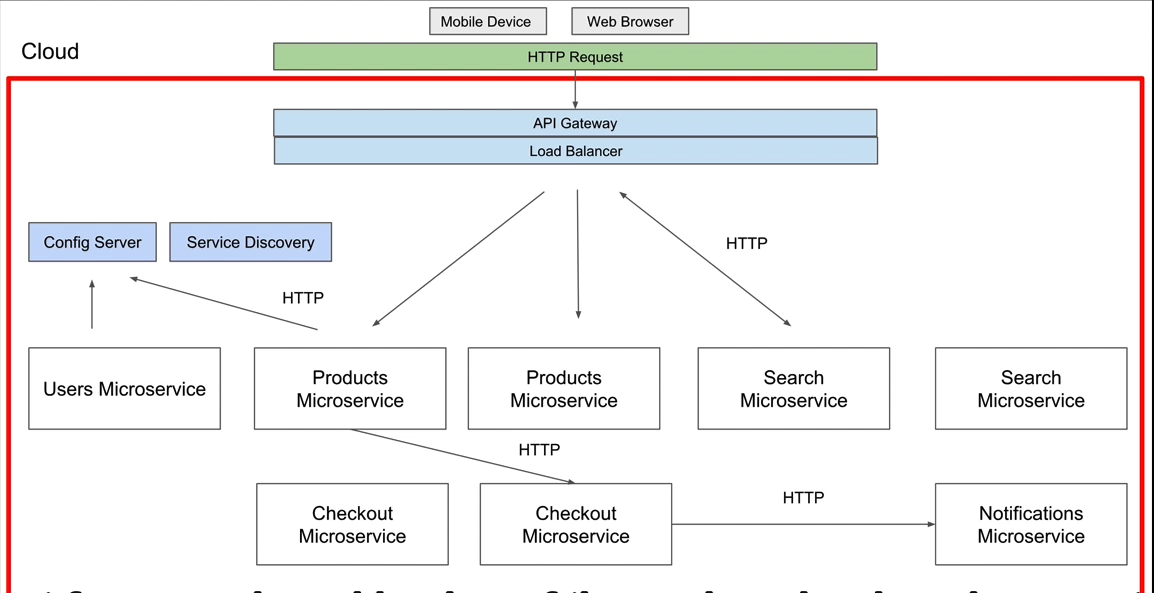 Mobile Device
Web Browser
Cloud
HTTP Request
API Gateway
Load Balancer
Config Server
Service Discovery
HTTP
HTTP
Users Microservice
Products
Microservice
Products
Microservice
Search
Microservice
Search
Microservice
HTTP
Checkout
Microservice
Checkout
Microservice
HTTP
Notifications
Microservice